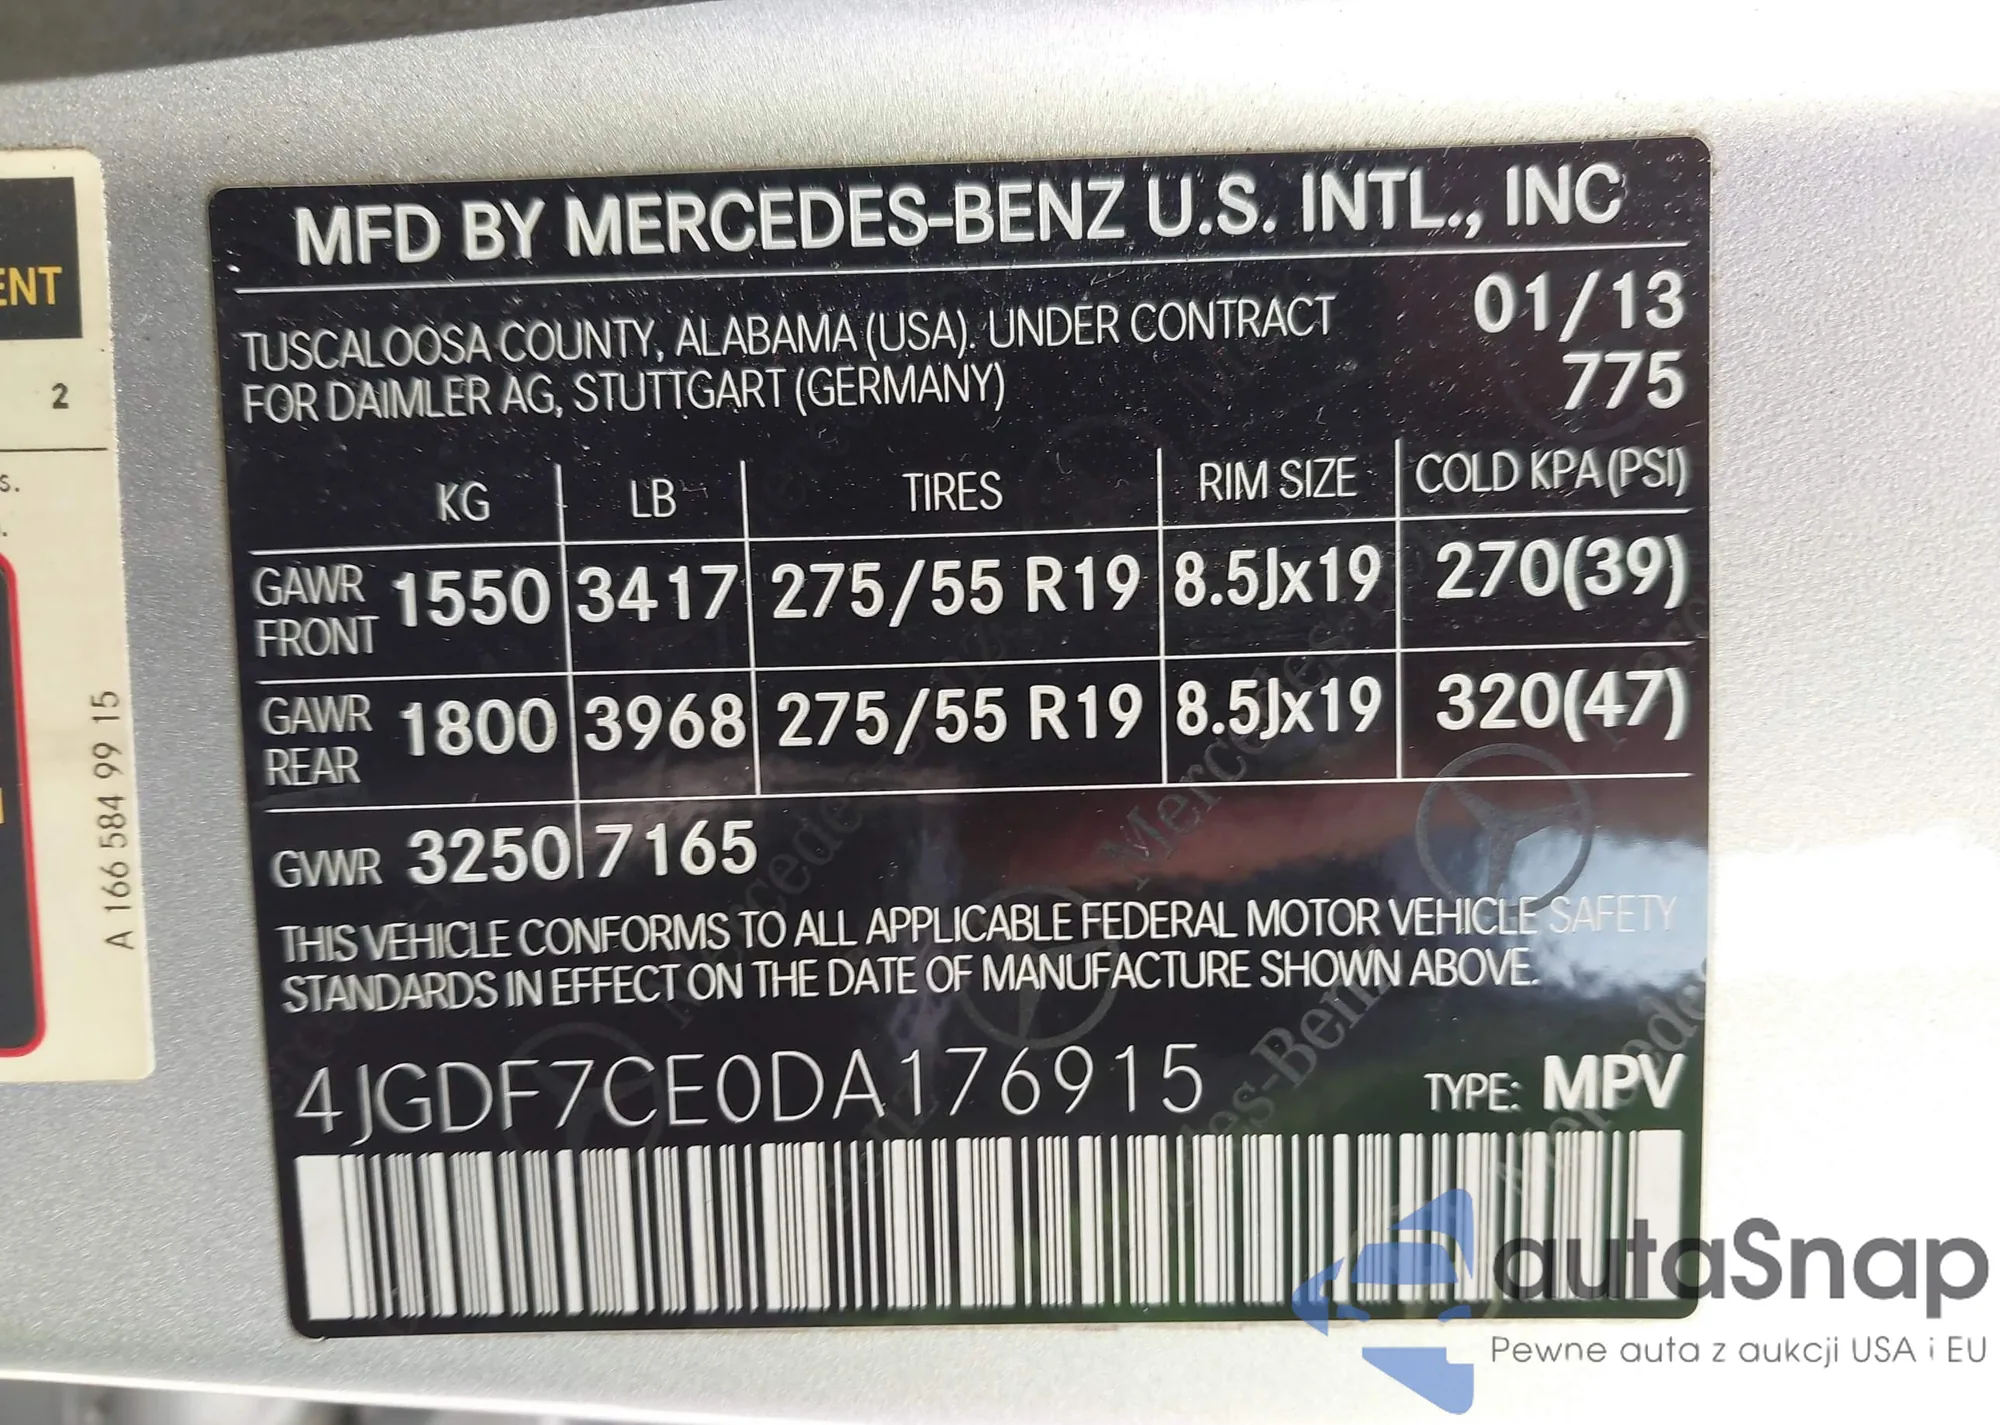 MFD BY MERCEDES-BENZ U.S. INTL., INC
TUSCALOOSA COUNTY, ALABAMA (USA). UNDER CONTRACT
FOR DAIMLER AG, STUTTGART (GERMANY)
01/13
775
KG LB TIRES RIM SIZE COLD KPA(PSI)
GAWR FRONT 1550 3417 275/55 R19 8.5Jx19 270(39)
GAWR REAR 1800 3968 275/55 R19 8.5Jx19 320(47)
GVWR 3250 7165
THIS VEHICLE CONFORMS TO ALL APPLICABLE FEDERAL MOTOR VEHICLE SAFETY
STANDARDS IN EFFECT ON THE DATE OF MANUFACTURE SHOWN ABOVE.
4JGDF7CE0DA176915 TYPE: MPV
2
A 166 584 99 15
autaSnap
Pewne auta z aukcji USA i EU